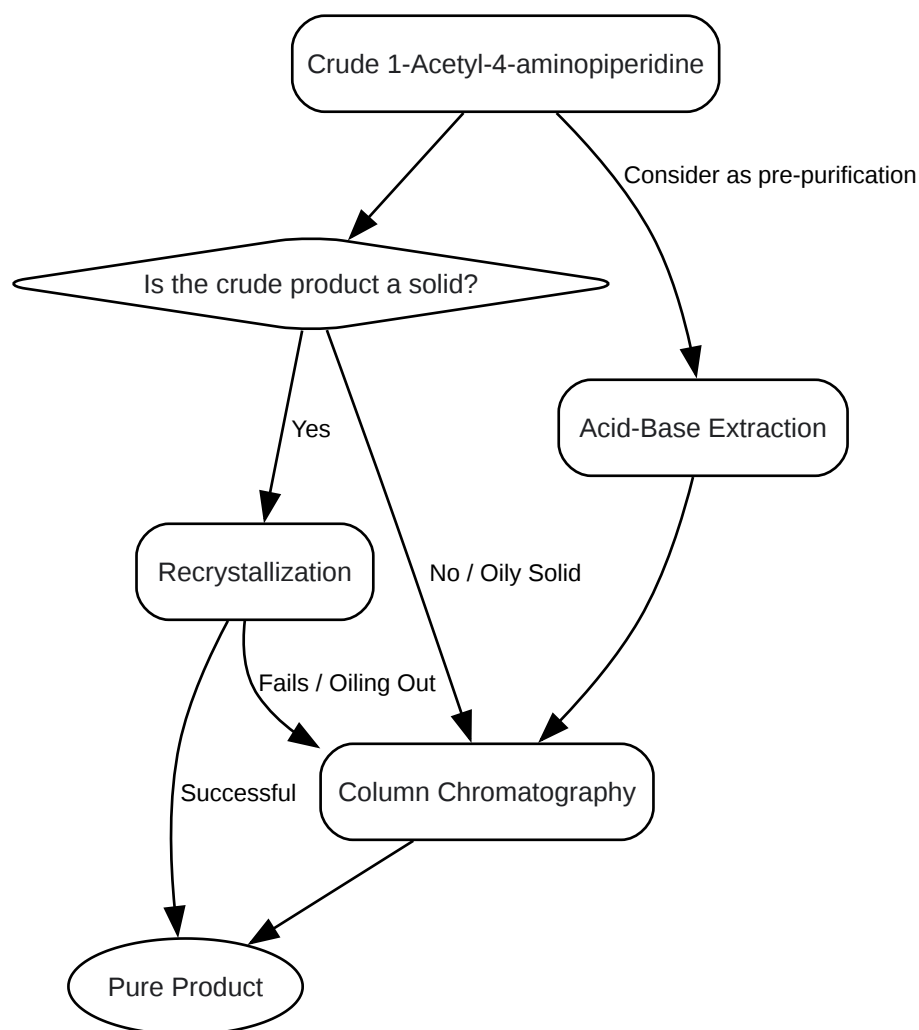 Crude 1-Acetyl-4-aminopiperidine
Consider as pre-purification
Is the crude product a solid?
Yes
Acid-Base Extraction
Recrystallization
No / Oily Solid
Fails / Oiling Out
Successful
Column Chromatography
Pure Product